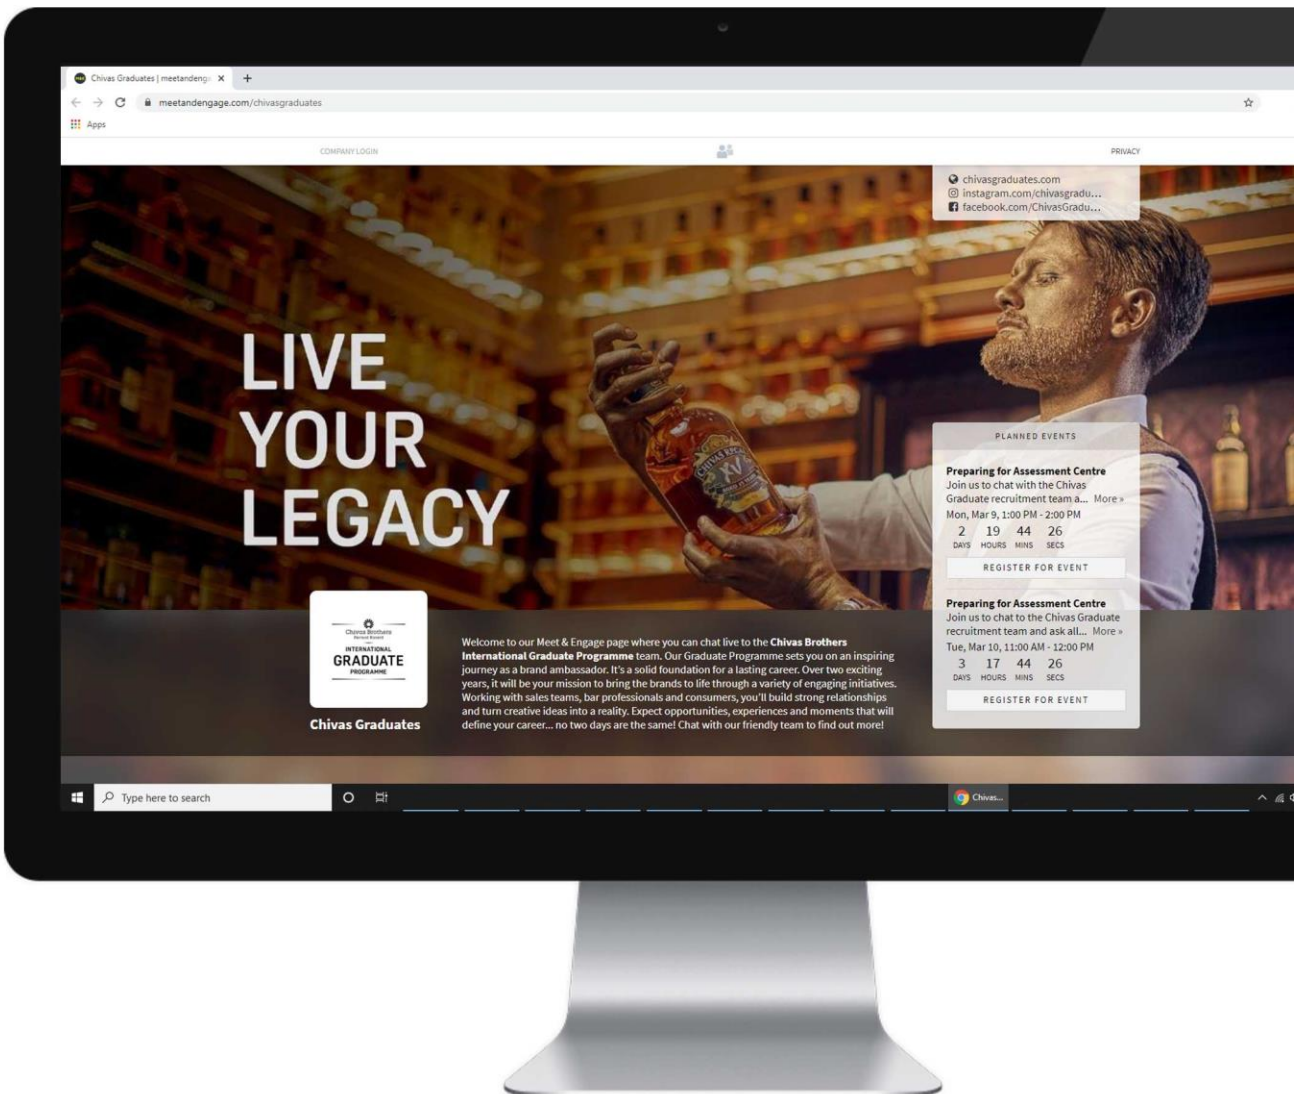 Chivas Graduates | meetandenga
meetandengage.com/chivasgraduates
Apps
COMPANY LOGIN
PRIVACY
chivasgraduates.com
instagram.com/chivasgradu...
facebook.com/ChivasGradu...
LIVE
YOUR
LEGACY
CHIVAS REGAL
XV
PLANNED EVENTS
Preparing for Assessment Centre
Join us to chat with the Chivas
Graduate recruitment team a... More »
Mon, Mar 9, 1:00 PM - 2:00 PM
2 19 44 26
DAYS HOURS MINS SECS
REGISTER FOR EVENT
Preparing for Assessment Centre
Join us to chat to the Chivas Graduate
recruitment team and ask all... More »
Tue, Mar 10, 11:00 AM - 12:00 PM
3 17 44 26
DAYS HOURS MINS SECS
REGISTER FOR EVENT
Chivas Brothers
Pernod Ricard
INTERNATIONAL
GRADUATE
PROGRAMME
Chivas Graduates
Welcome to our Meet & Engage page where you can chat live to the Chivas Brothers
International Graduate Programme team. Our Graduate Programme sets you on an inspiring
journey as a brand ambassador. It's a solid foundation for a lasting career. Over two exciting
years, it will be your mission to bring the brands to life through a variety of engaging initiatives.
Working with sales teams, bar professionals and consumers, you'll build strong relationships
and turn creative ideas into a reality. Expect opportunities, experiences and moments that will
define your career... no two days are the same! Chat with our friendly team to find out more!
Type here to search
Chivas...